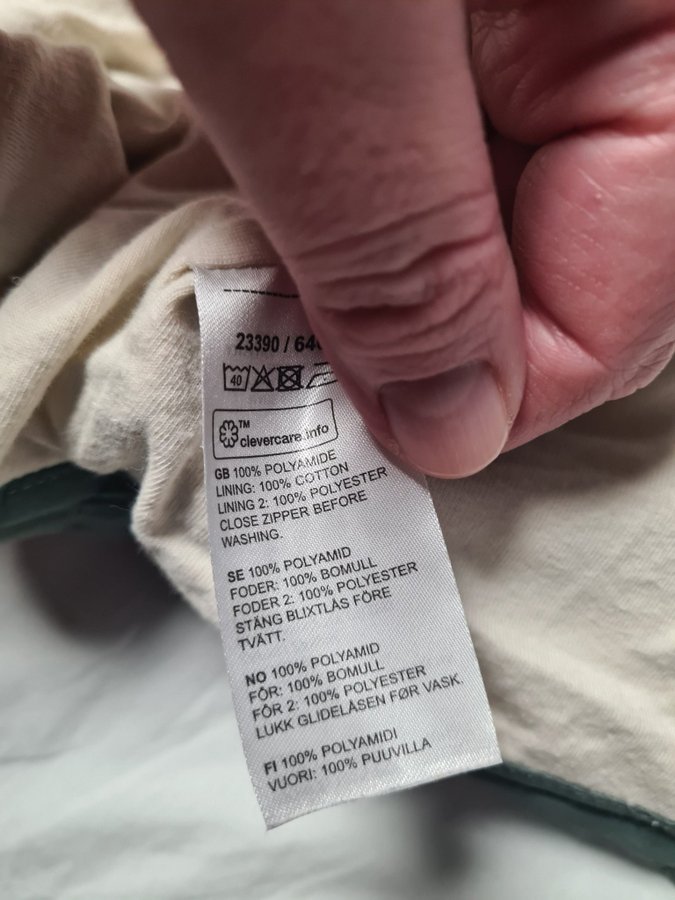 23390 / 64
40
TM
clevercare.info
GB 100% POLYAMIDE
LINING: 100% COTTON
LINING 2: 100% POLYESTER
CLOSE ZIPPER BEFORE
WASHING.
SE 100% POLYAMID
FODER: 100% BOMULL
FODER 2: 100% POLYESTER
STÄNG BLIXTLÅS FÖRE
TVÄTT.
NO 100% POLYAMID
FÔR: 100% BOMULL
FÔR 2: 100% POLYESTER
LUKK GLIDELÅSEN FØR VASK.
FI 100% POLYAMIDI
VUORI: 100% PUUVILLA